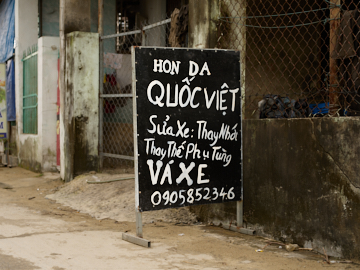 HON DA
QUỐC VIỆT
Sửa Xe: Thay Nhớt
Thay Thế Phụ Tùng
VÁ XE
0905852346